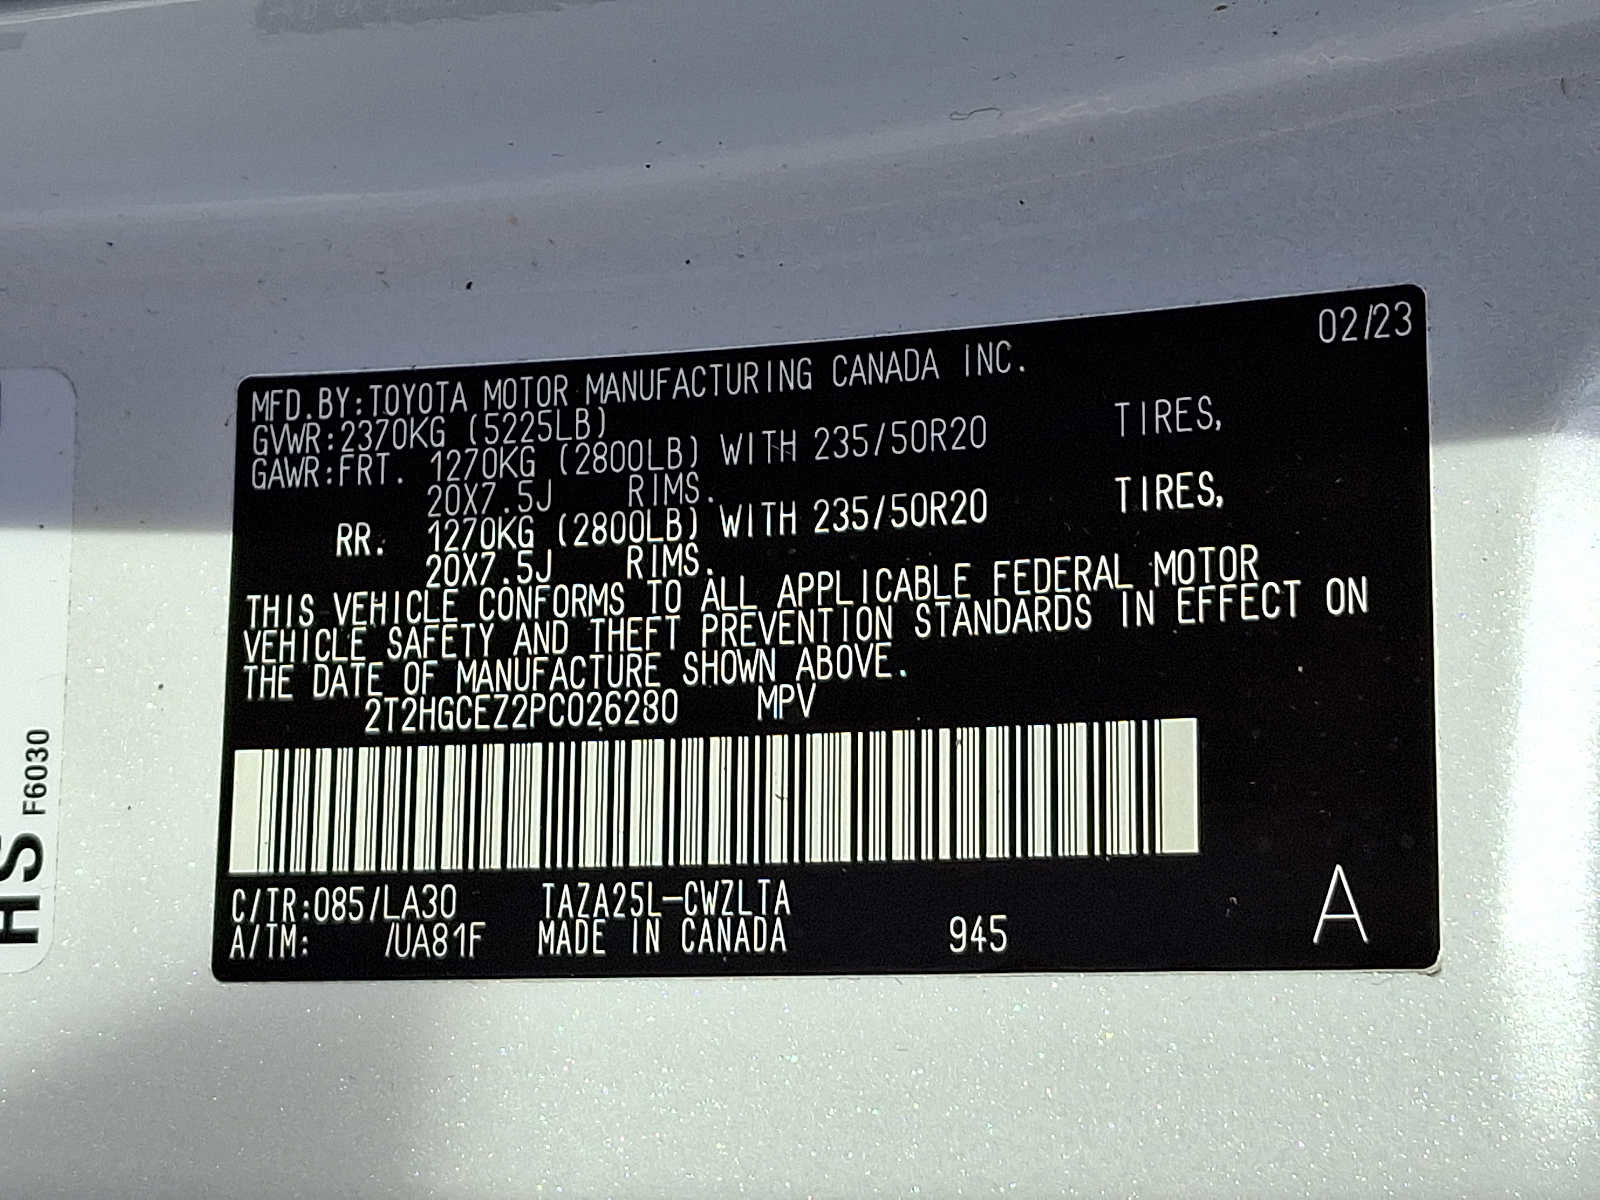 02/23
MFD.BY:TOYOTA MOTOR MANUFACTURING CANADA INC.
GVWR:2370KG (5225LB)
GAWR:FRT. 1270KG (2800LB) WITH 235/50R20 TIRES,
20X7.5J RIMS.
RR. 1270KG (2800LB) WITH 235/50R20 TIRES,
20X7.5J RIMS.
THIS VEHICLE CONFORMS TO ALL APPLICABLE FEDERAL MOTOR
VEHICLE SAFETY AND THEFT PREVENTION STANDARDS IN EFFECT ON
THE DATE OF MANUFACTURE SHOWN ABOVE.
2T2HGCEZ2PC026280 MPV
C/TR:085/LA30 TAZA25L-CWZLTA
A/TM: /UA81F MADE IN CANADA 945 A
HS F6030